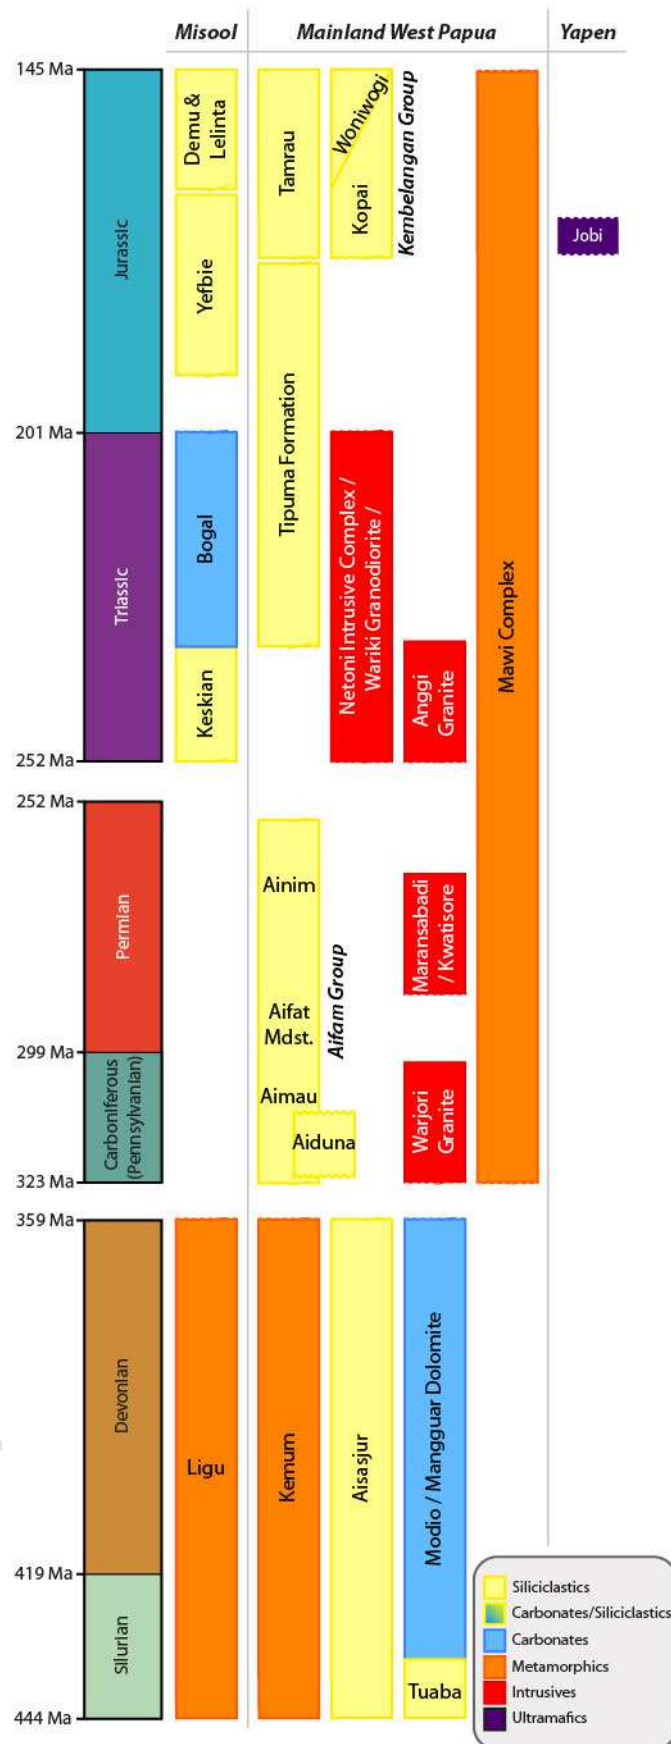 Misool
Mainland West Papua
Yapen
145 Ma
Jurassic
201 Ma
Triassic
252 Ma
252 Ma
Permian
299 Ma
Carboniferous
(Pennsylvanian)
323 Ma
359 Ma
Devonian
419 Ma
Silurian
444 Ma
Demu &
Lelinta
Yefbie
Bogal
Keskian
Ligu
Tamrau
Tipuma Formation
Ainim
Aifat
Mdst.
Aimau
Aiduna
Aifam Group
Kemum
Woniwogi
Kopai
Kembelangan Group
Netoni Intrusive Complex /
Wariki Granodiorite /
Aisasjur
Anggi
Granite
Maransabadi
/ Kwatisore
Warjori
Granite
Modio / Mangguar Dolomite
Tuaba
Mawi Complex
Jobi
Siliciclastics
Carbonates/Siliciclastics
Carbonates
Metamorphics
Intrusives
Ultramafics